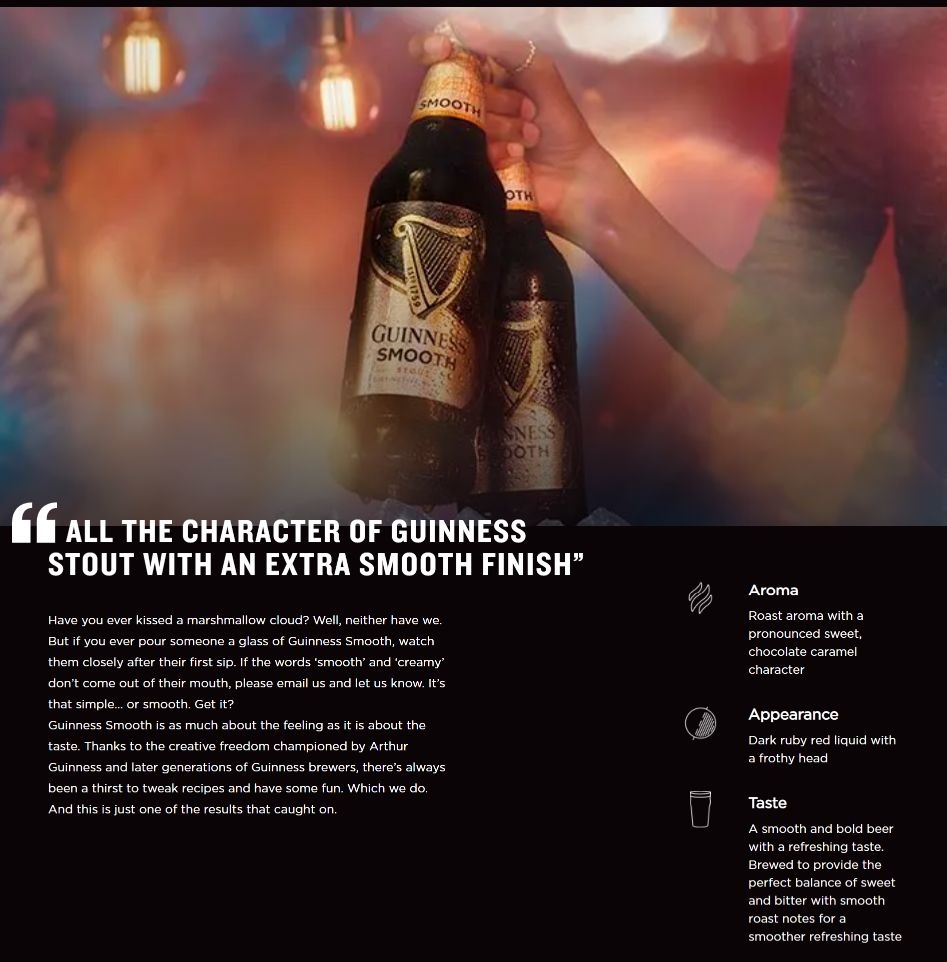 SMOOTH
OTH
ESTD 1759
GUINNESS
SMOOTH
STOUT
NNESS
OOTH
“ ALL THE CHARACTER OF GUINNESS
STOUT WITH AN EXTRA SMOOTH FINISH”
Have you ever kissed a marshmallow cloud? Well, neither have we.
But if you ever pour someone a glass of Guinness Smooth, watch
them closely after their first sip. If the words ‘smooth’ and ‘creamy’
don’t come out of their mouth, please email us and let us know. It’s
that simple... or smooth. Get it?
Guinness Smooth is as much about the feeling as it is about the
taste. Thanks to the creative freedom championed by Arthur
Guinness and later generations of Guinness brewers, there’s always
been a thirst to tweak recipes and have some fun. Which we do.
And this is just one of the results that caught on.
Aroma
Roast aroma with a
pronounced sweet,
chocolate caramel
character
Appearance
Dark ruby red liquid with
a frothy head
Taste
A smooth and bold beer
with a refreshing taste.
Brewed to provide the
perfect balance of sweet
and bitter with smooth
roast notes for a
smoother refreshing taste